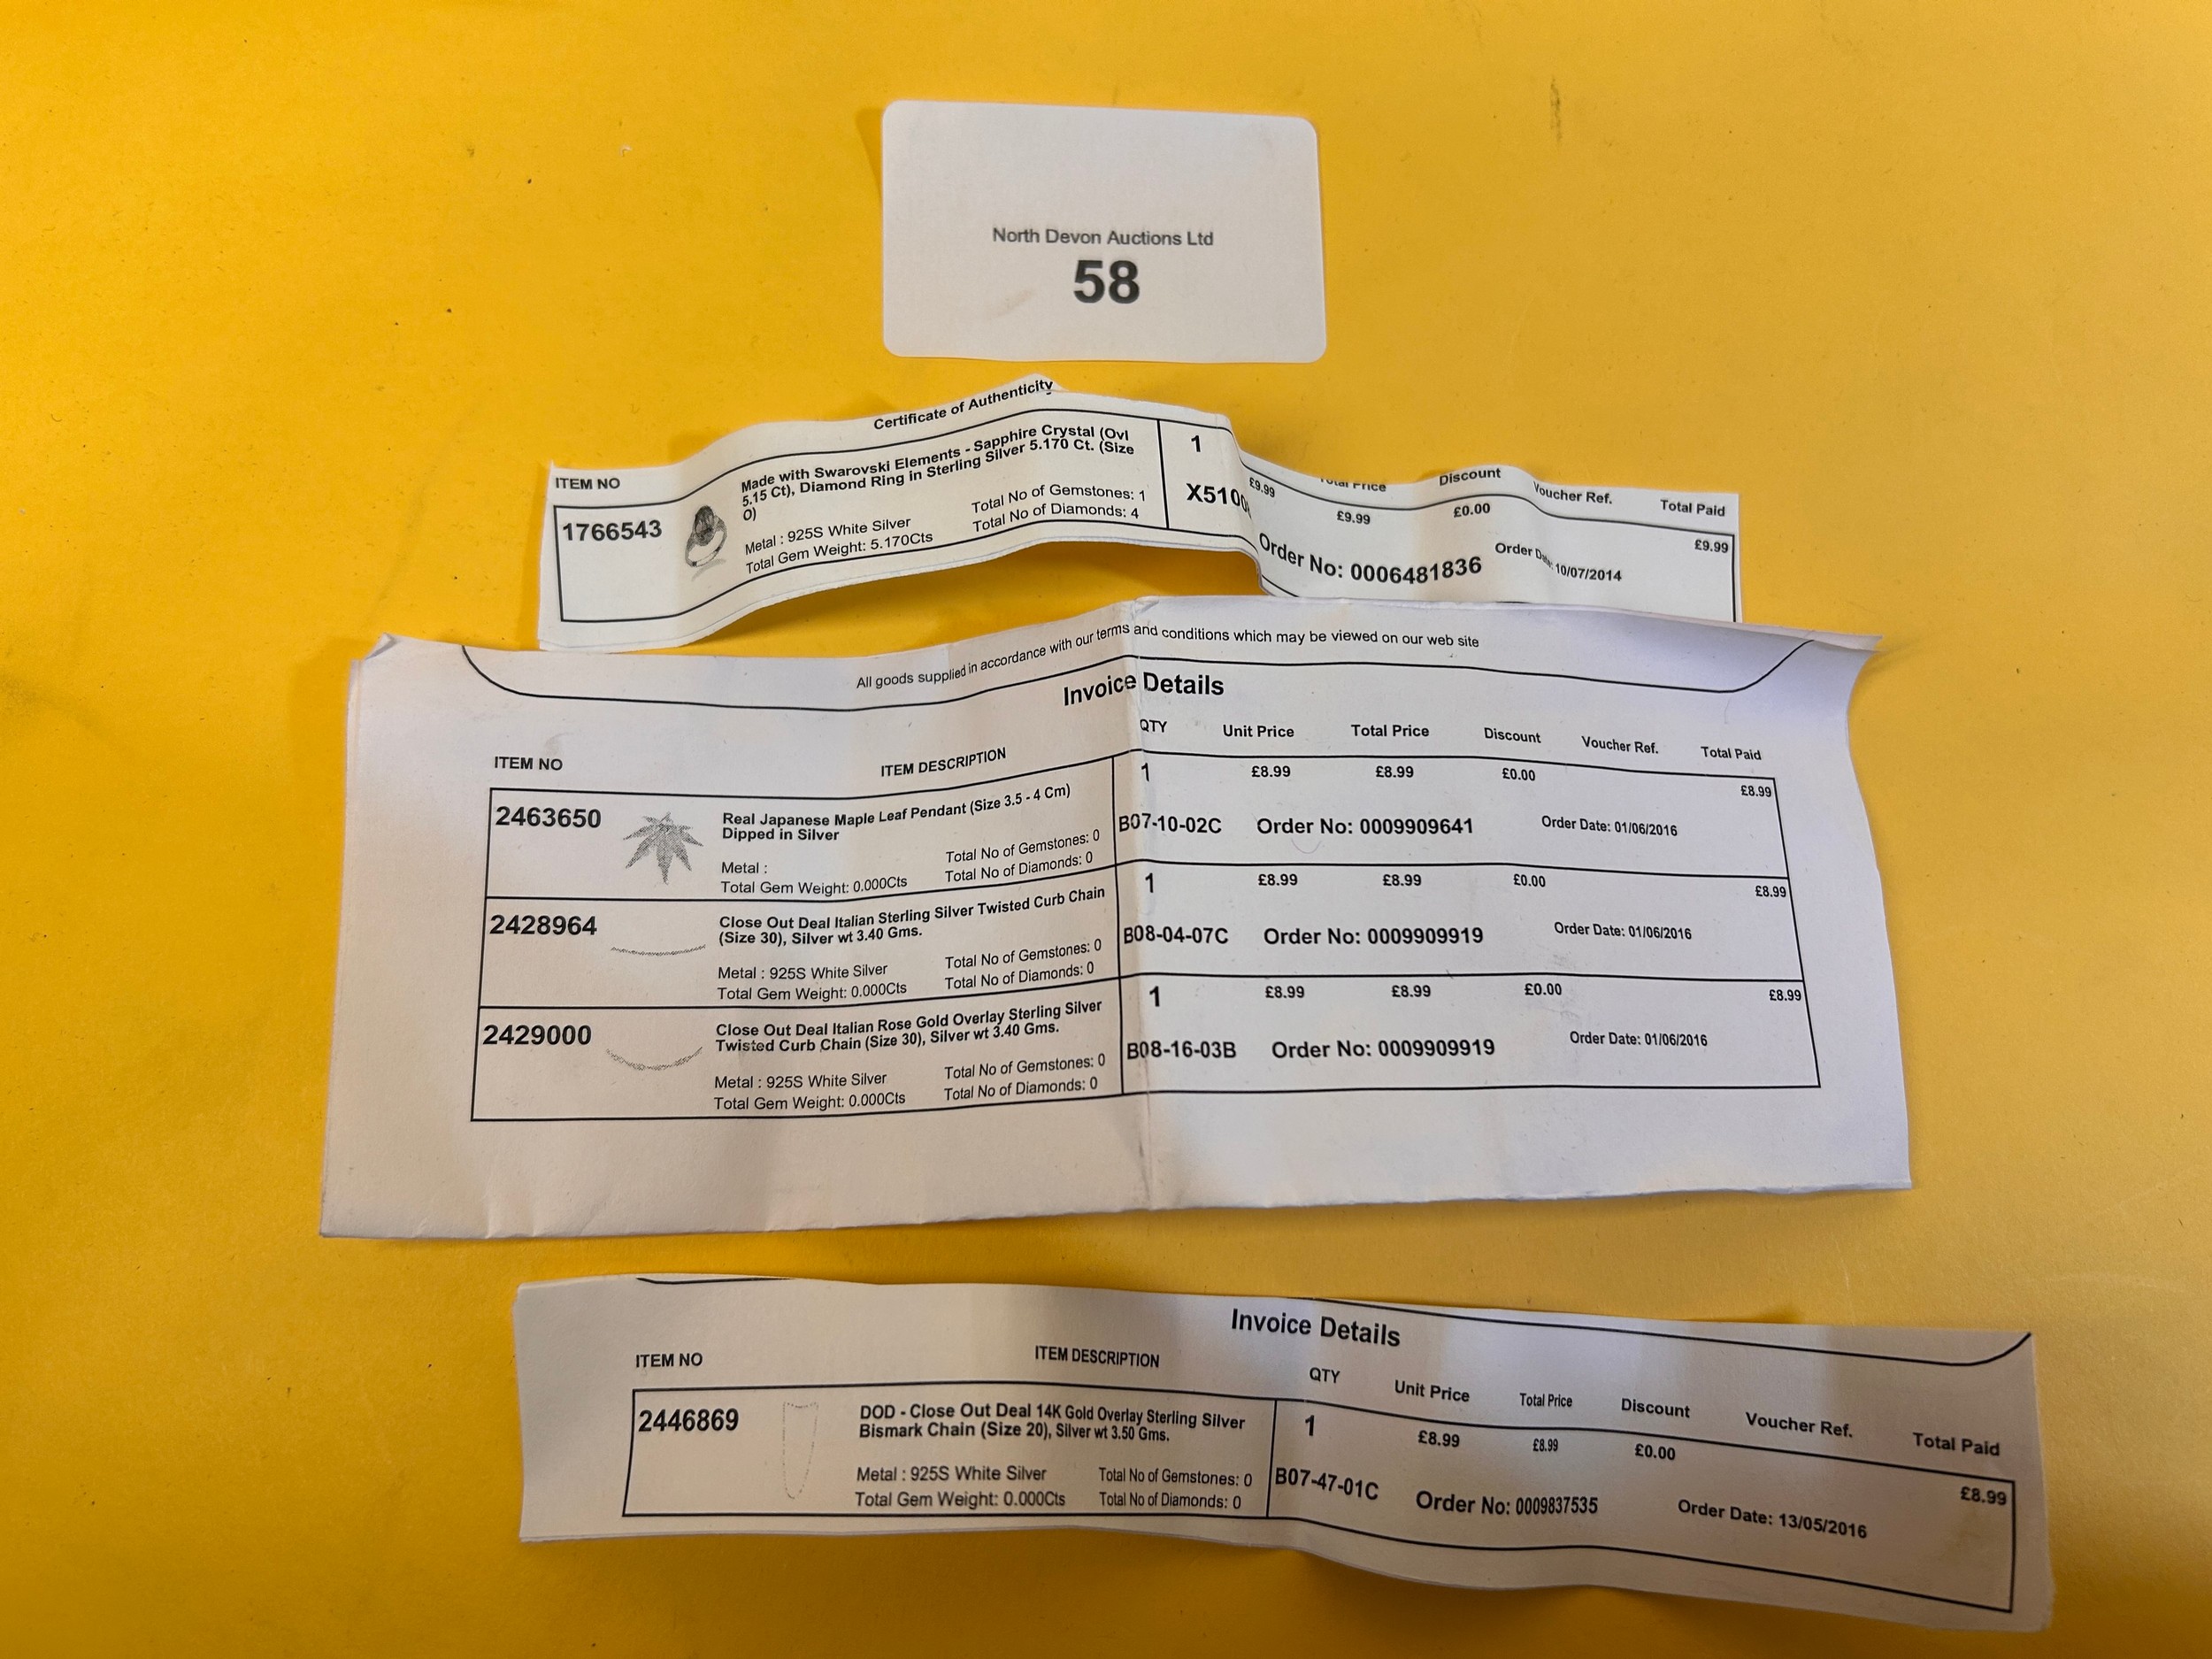 North Devon Auctions Ltd
58
Certificate of Authenticity
ITEM NO
1766543
Made with Swarovski Elements - Sapphire Crystal (Ovl
5.15 Ct), Diamond Ring in Sterling Silver 5.170 Ct. (Size
O)
Metal : 925S White Silver Total No of Gemstones: 1
Total Gem Weight: 5.170Cts Total No of Diamonds: 4
1
Price Discount Voucher Ref. Total Paid
£9.99 £9.99 £0.00 £9.99
Order No: 0006481836 Order 10/07/2014
All goods supplied in accordance with our terms and conditions which may be viewed on our web site
Invoice Details
ITEM NO ITEM DESCRIPTION QTY Unit Price Total Price Discount Voucher Ref. Total Paid
2463650
Real Japanese Maple Leaf Pendant (Size 3.5 - 4 Cm)
Dipped in Silver
Metal : Total No of Gemstones: 0
Total Gem Weight: 0.000Cts Total No of Diamonds: 0
1 £8.99 £8.99 £0.00 £8.99
B07-10-02C Order No: 0009909641 Order Date: 01/06/2016
2428964
Close Out Deal Italian Sterling Silver Twisted Curb Chain
(Size 30), Silver wt 3.40 Gms.
Metal : 925S White Silver Total No of Gemstones: 0
Total Gem Weight: 0.000Cts Total No of Diamonds: 0
1 £8.99 £8.99 £0.00 £8.99
B08-04-07C Order No: 0009909919 Order Date: 01/06/2016
2429000
Close Out Deal Italian Rose Gold Overlay Sterling Silver
Twisted Curb Chain (Size 30), Silver wt 3.40 Gms.
Metal : 925S White Silver Total No of Gemstones: 0
Total Gem Weight: 0.000Cts Total No of Diamonds: 0
1 £8.99 £8.99 £0.00 £8.99
B08-16-03B Order No: 0009909919 Order Date: 01/06/2016
Invoice Details
ITEM NO ITEM DESCRIPTION QTY Unit Price Total Price Discount Voucher Ref. Total Paid
2446869
DOD - Close Out Deal 14K Gold Overlay Sterling Silver
Bismark Chain (Size 20), Silver wt 3.50 Gms.
Metal : 925S White Silver Total No of Gemstones: 0
Total Gem Weight: 0.000Cts Total No of Diamonds: 0
1 £8.99 £8.99 £0.00 £8.99
B07-47-01C Order No: 0009837535 Order Date: 13/05/2016